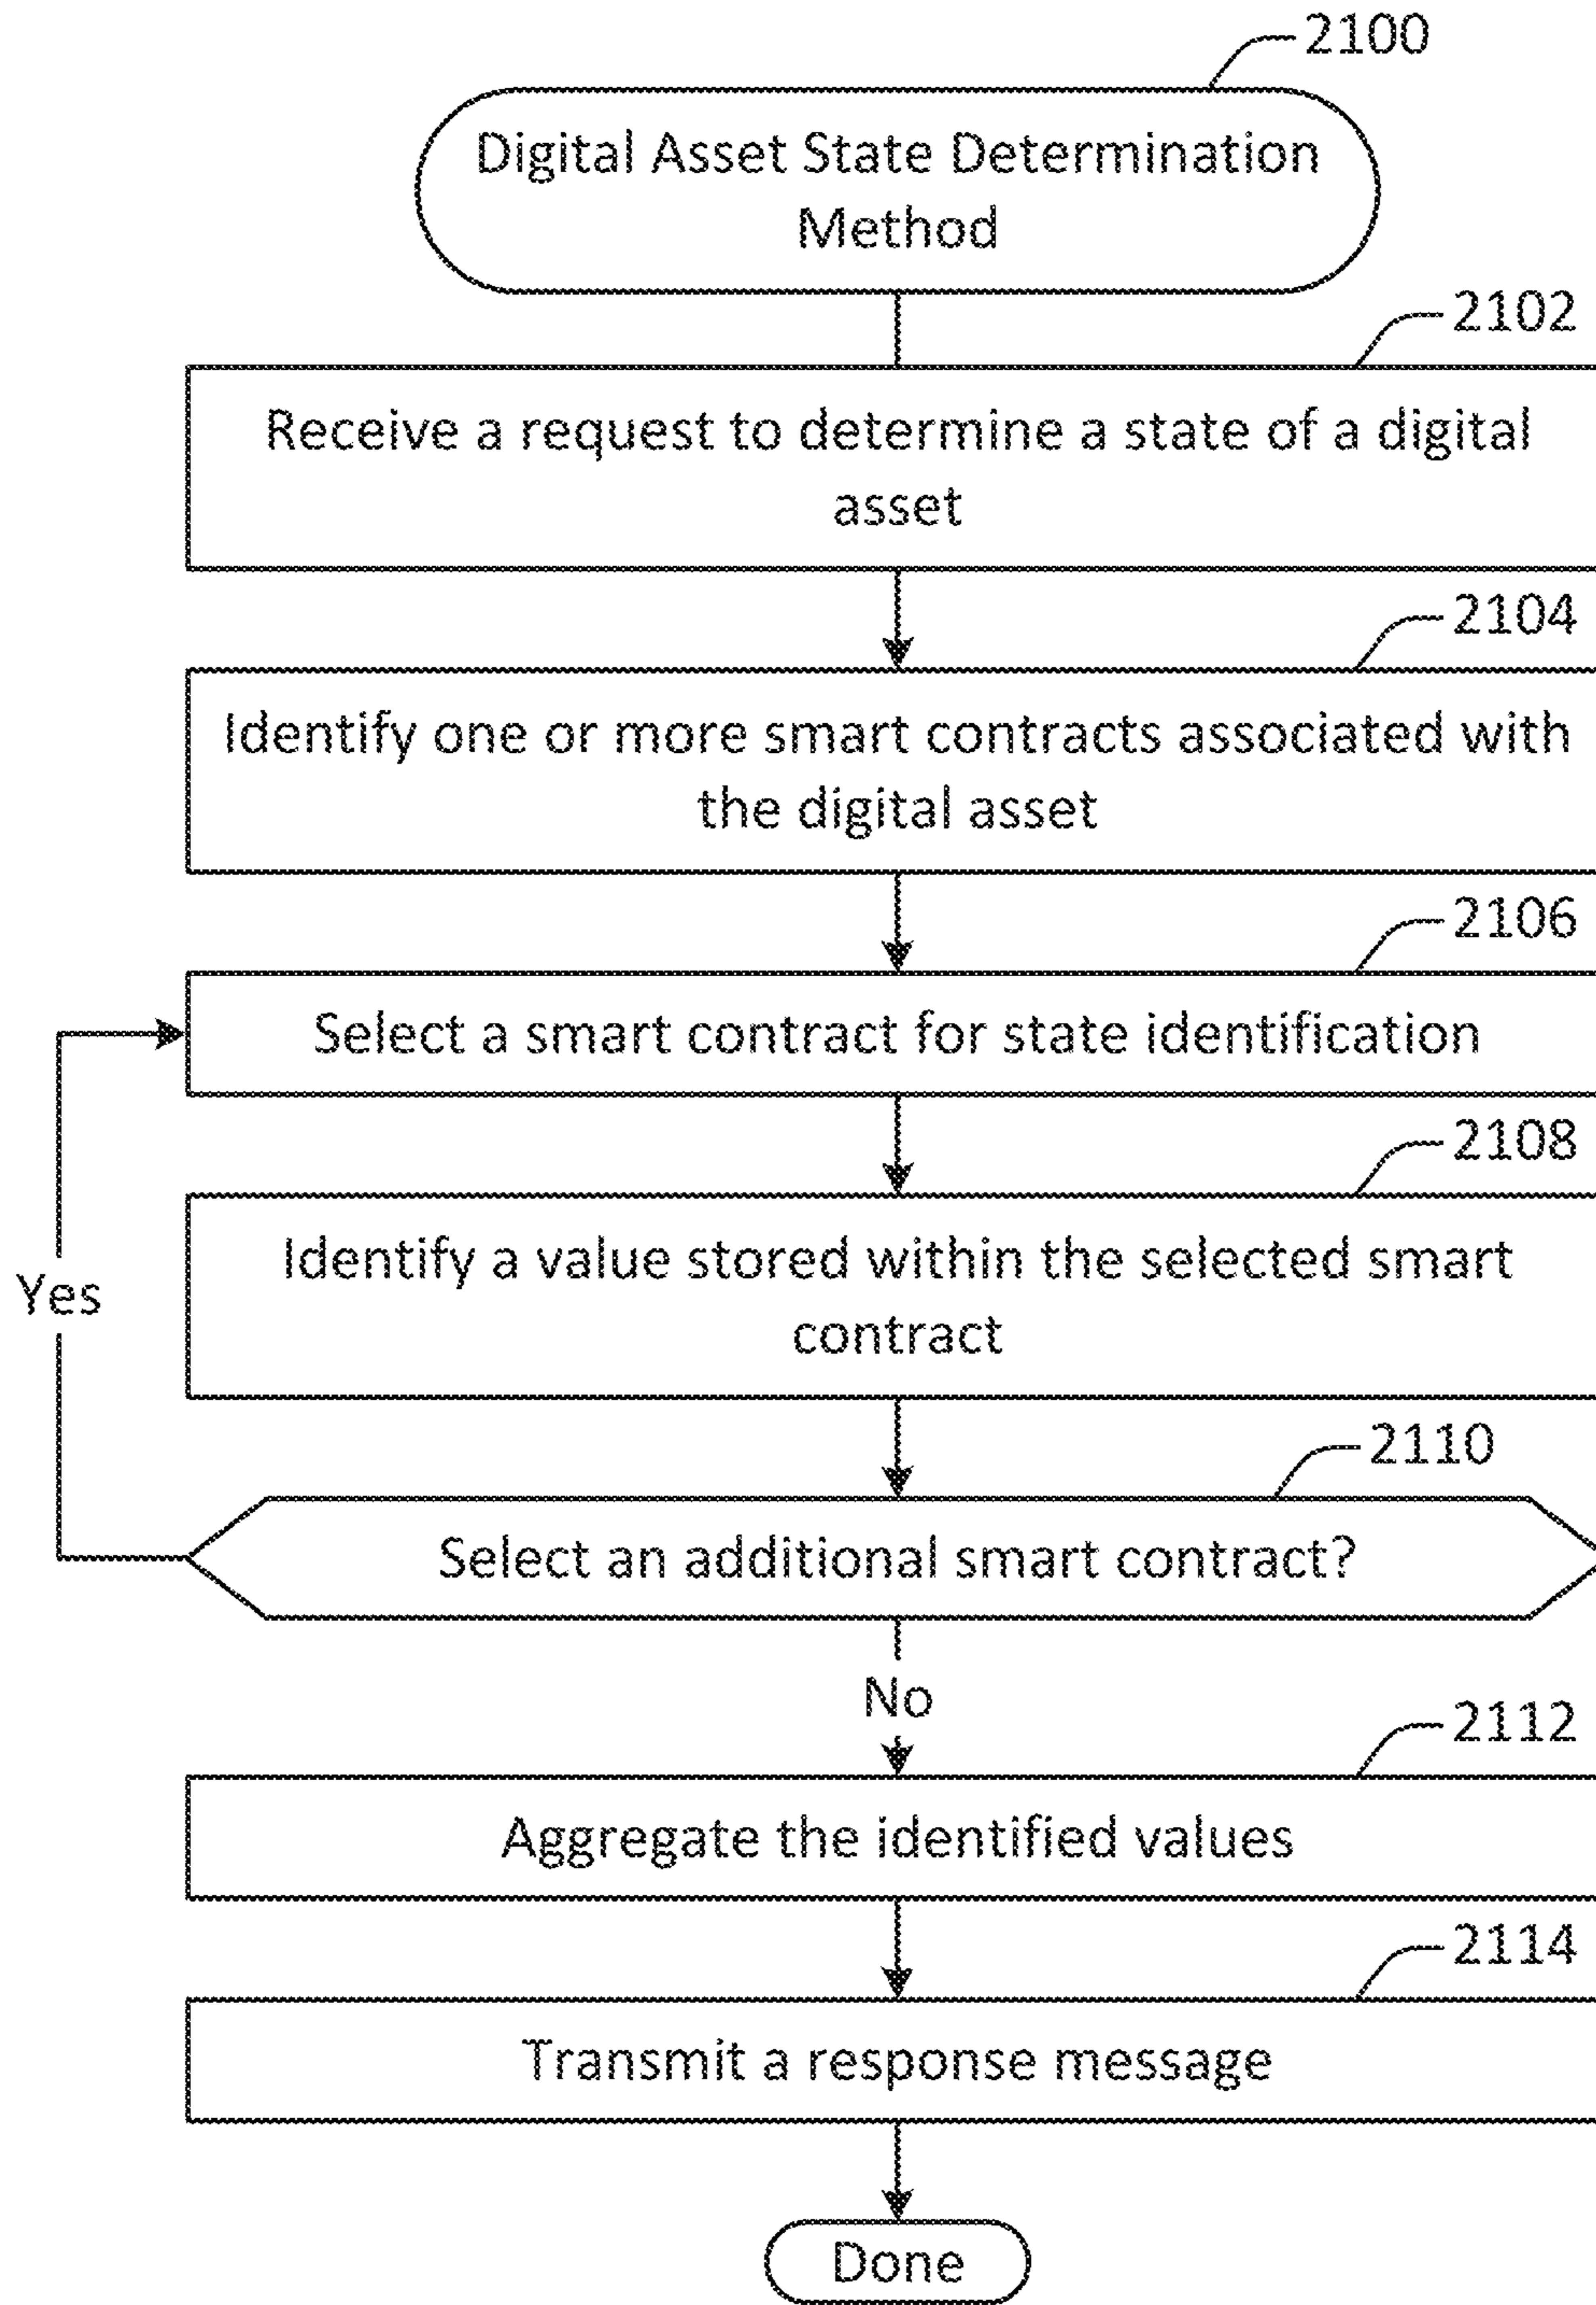 2100
Digital Asset State Determination
Method
2102
Receive a request to determine a state of a digital
asset
2104
Identify one or more smart contracts associated with
the digital asset
2106
Select a smart contract for state identification
2108
Identify a value stored within the selected smart
contract
Yes
2110
Select an additional smart contract?
No
2112
Aggregate the identified values
2114
Transmit a response message
Done